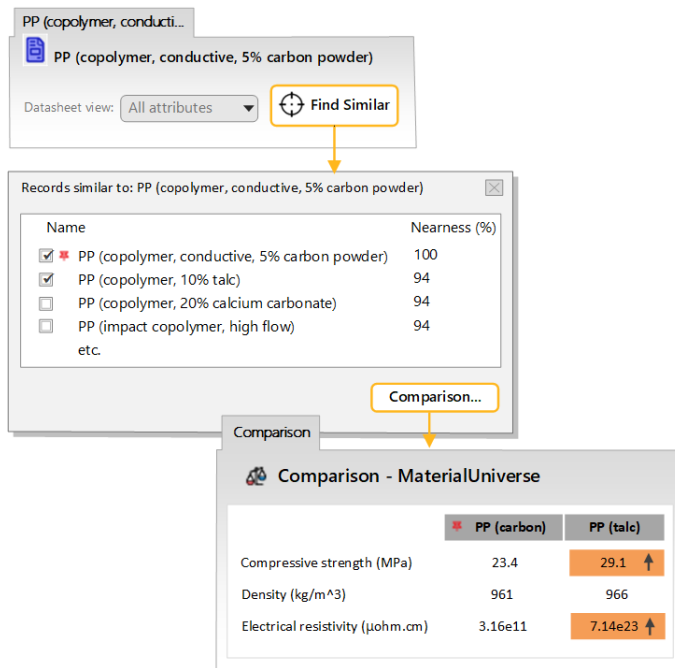 PP (copolymer, conducti...
PP (copolymer, conductive, 5% carbon powder)
Datasheet view: All attributes Find Similar
Records similar to: PP (copolymer, conductive, 5% carbon powder)
Name Nearness (%)
PP (copolymer, conductive, 5% carbon powder) 100
PP (copolymer, 10% talc) 94
PP (copolymer, 20% calcium carbonate) 94
PP (impact copolymer, high flow) 94
etc.
Comparison...
Comparison
Comparison - MaterialUniverse
PP (carbon) PP (talc)
Compressive strength (MPa) 23.4 29.1
Density (kg/m^3) 961 966
Electrical resistivity (µohm.cm) 3.16e11 7.14e23